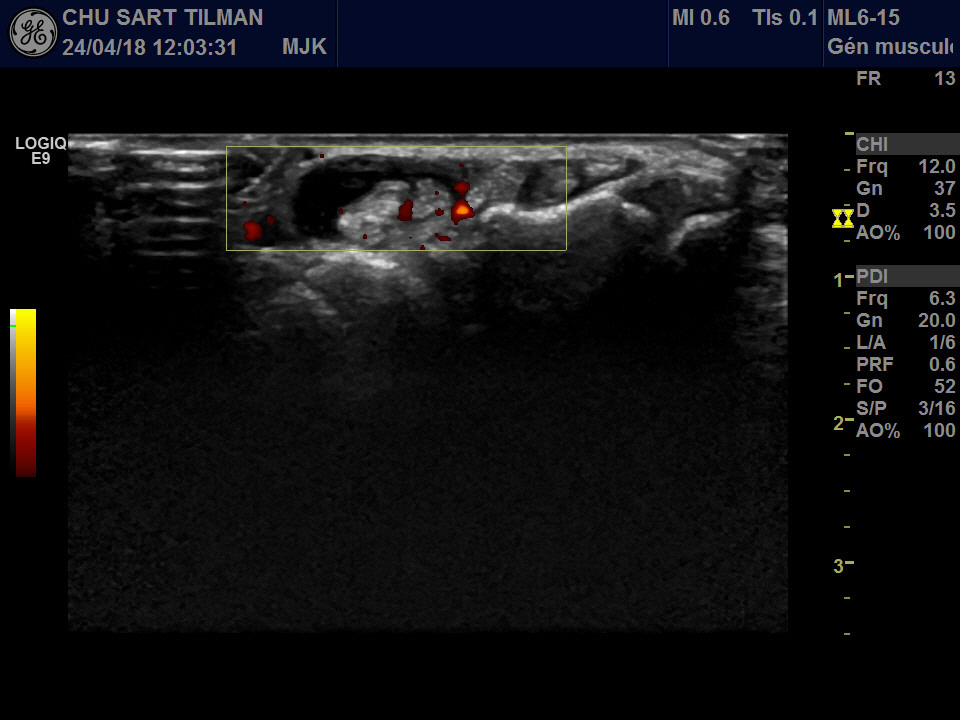 CHU SART TILMAN
24/04/18 12:03:31 MJK
MI 0.6 TIs 0.1
ML6-15
Gén muscul
FR 13
LOGIQ
E9
CHI
Frq 12.0
Gn 37
D 3.5
AO% 100
PDI
Frq 6.3
Gn 20.0
L/A 1/6
PRF 0.6
FO 52
S/P 3/16
AO% 100
1
2
3